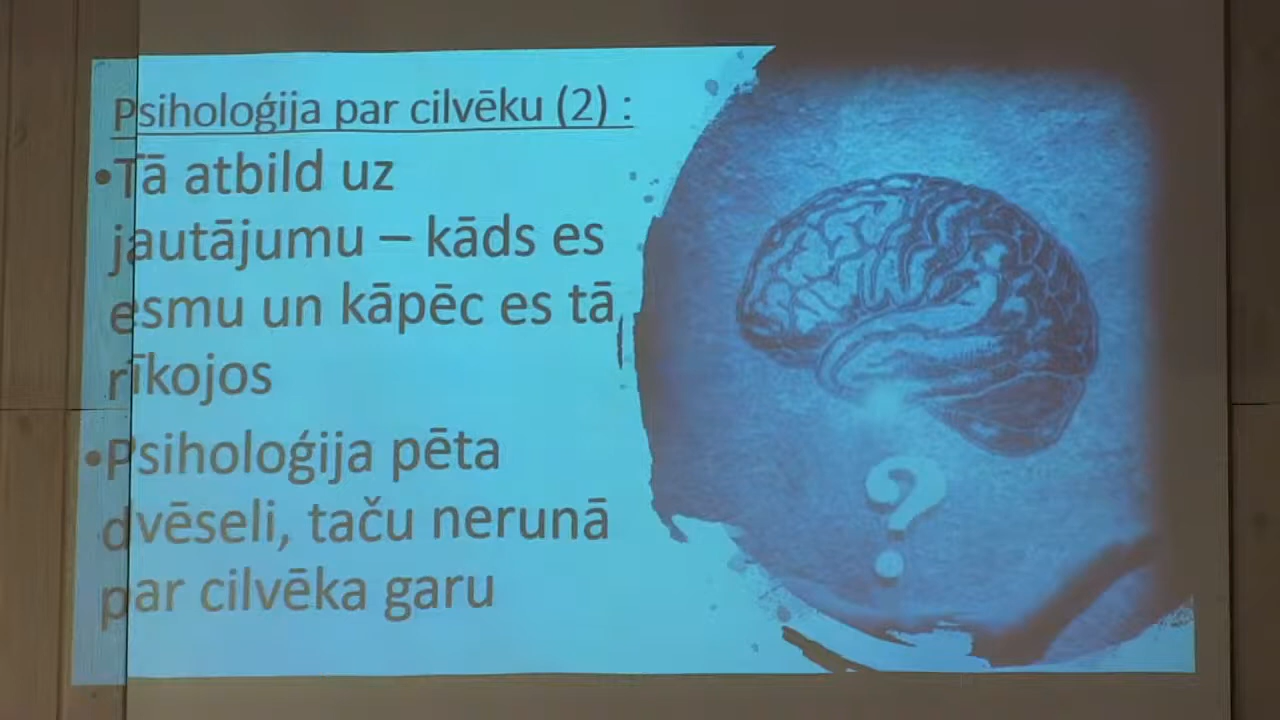 Psiholoģija par cilvēku (2) :
•Tā atbild uz
jautājumu – kāds es
esmu un kāpēc es tā
rīkojos
•Psiholoģija pēta
dvēseli, taču nerunā
par cilvēka garu
?